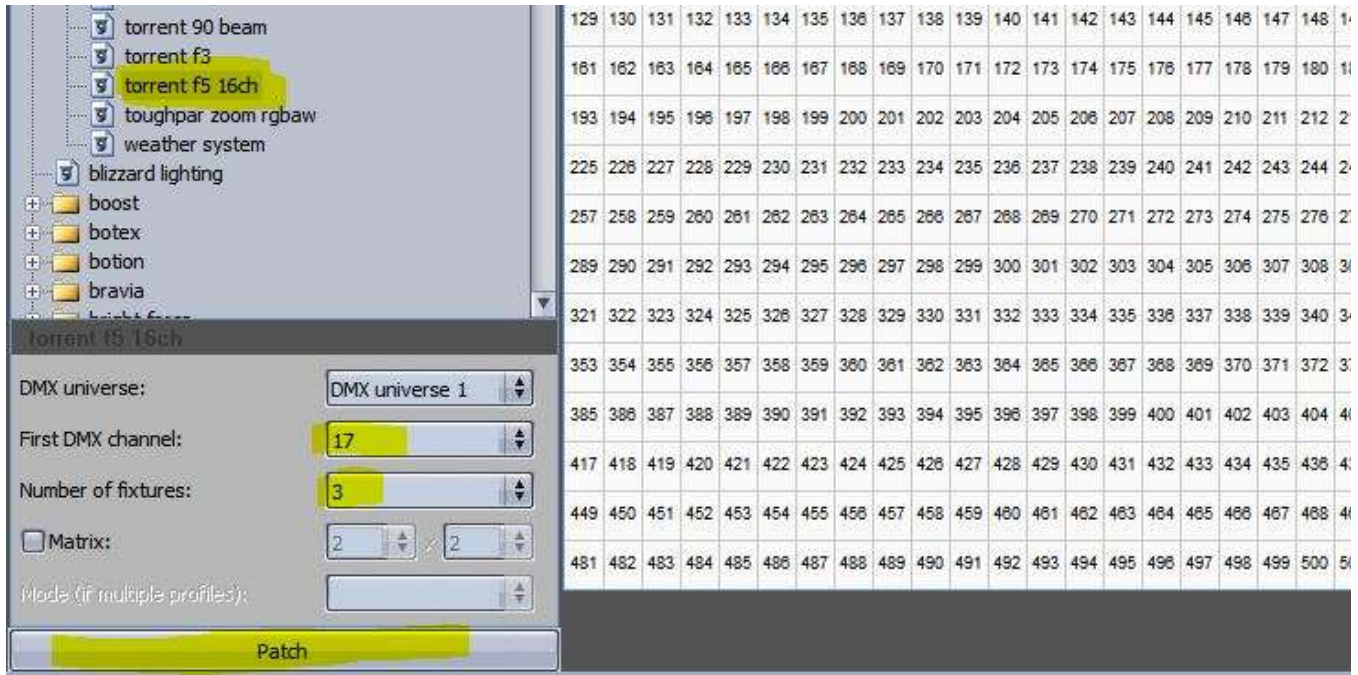 torrent 90 beam
torrent f3
torrent f5 16ch
toughpar zoom rgbaw
weather system
blizzard lighting
boost
botex
botion
bravia
torrent f5 16ch
DMX universe: DMX universe 1
First DMX channel: 17
Number of fixtures: 3
Matrix: 2 / 2
Mode (if multiple profiles):
Patch
129 130 131 132 133 134 135 136 137 138 139 140 141 142 143 144 145 146 147 148
161 162 163 164 165 166 167 168 169 170 171 172 173 174 175 176 177 178 179 180
193 194 195 196 197 198 199 200 201 202 203 204 205 206 207 208 209 210 211 212
225 226 227 228 229 230 231 232 233 234 235 236 237 238 239 240 241 242 243 244
257 258 259 260 261 262 263 264 265 266 267 268 269 270 271 272 273 274 275 276
289 290 291 292 293 294 295 296 297 298 299 300 301 302 303 304 305 306 307 308
321 322 323 324 325 326 327 328 329 330 331 332 333 334 335 336 337 338 339 340
353 354 355 356 357 358 359 360 361 362 363 364 365 366 367 368 369 370 371 372
385 386 387 388 389 390 391 392 393 394 395 396 397 398 399 400 401 402 403 404
417 418 419 420 421 422 423 424 425 426 427 428 429 430 431 432 433 434 435 436
449 450 451 452 453 454 455 456 457 458 459 460 461 462 463 464 465 466 467 468
481 482 483 484 485 486 487 488 489 490 491 492 493 494 495 496 497 498 499 500